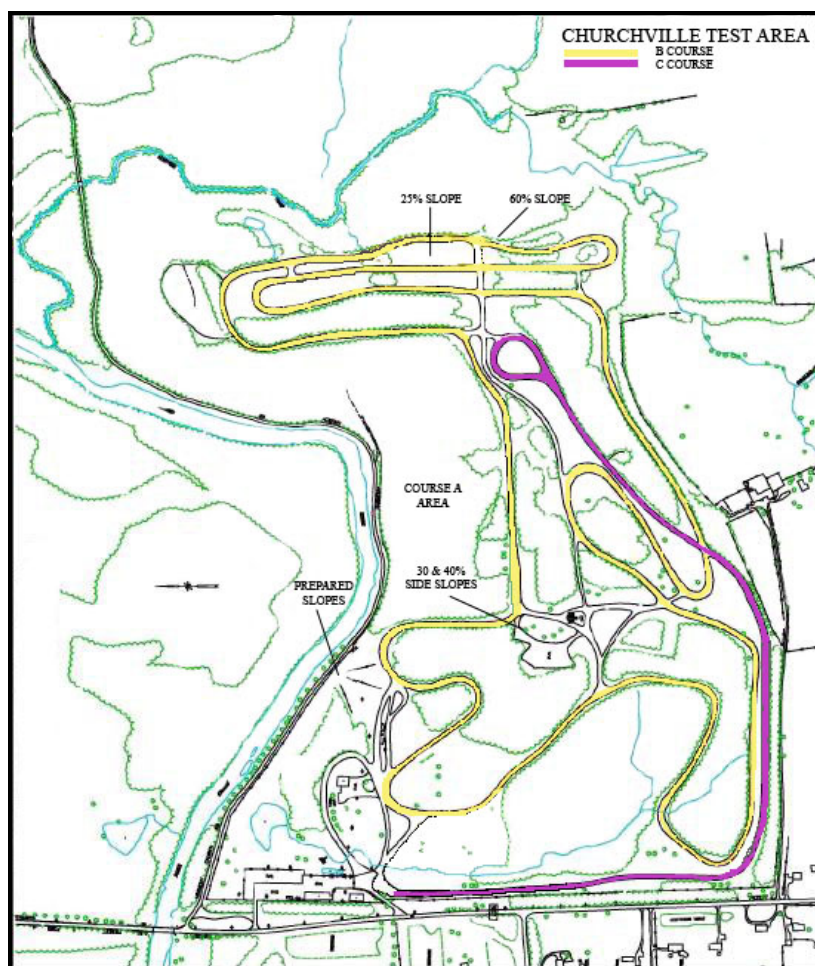 CHURCHVILLE TEST AREA
B COURSE
C COURSE
25% SLOPE
60% SLOPE
COURSE A
AREA
30 & 40%
SIDE SLOPES
PREPARED
SLOPES